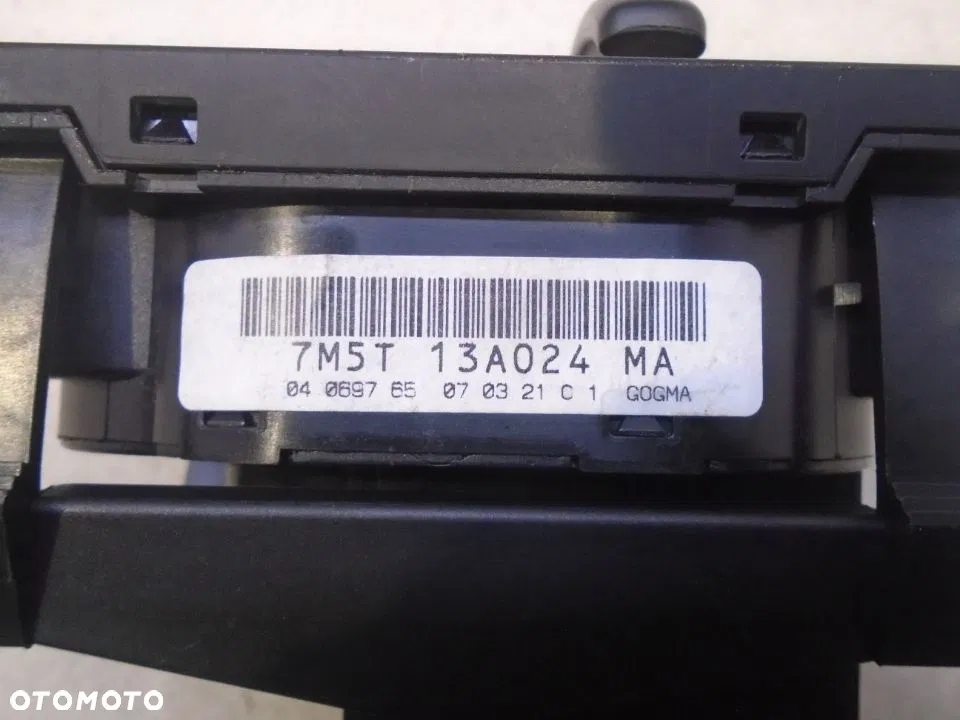 7M5T 13A024 MA
04 0697 65 07 03 21 C 1 GOGMA
OTOMOTO